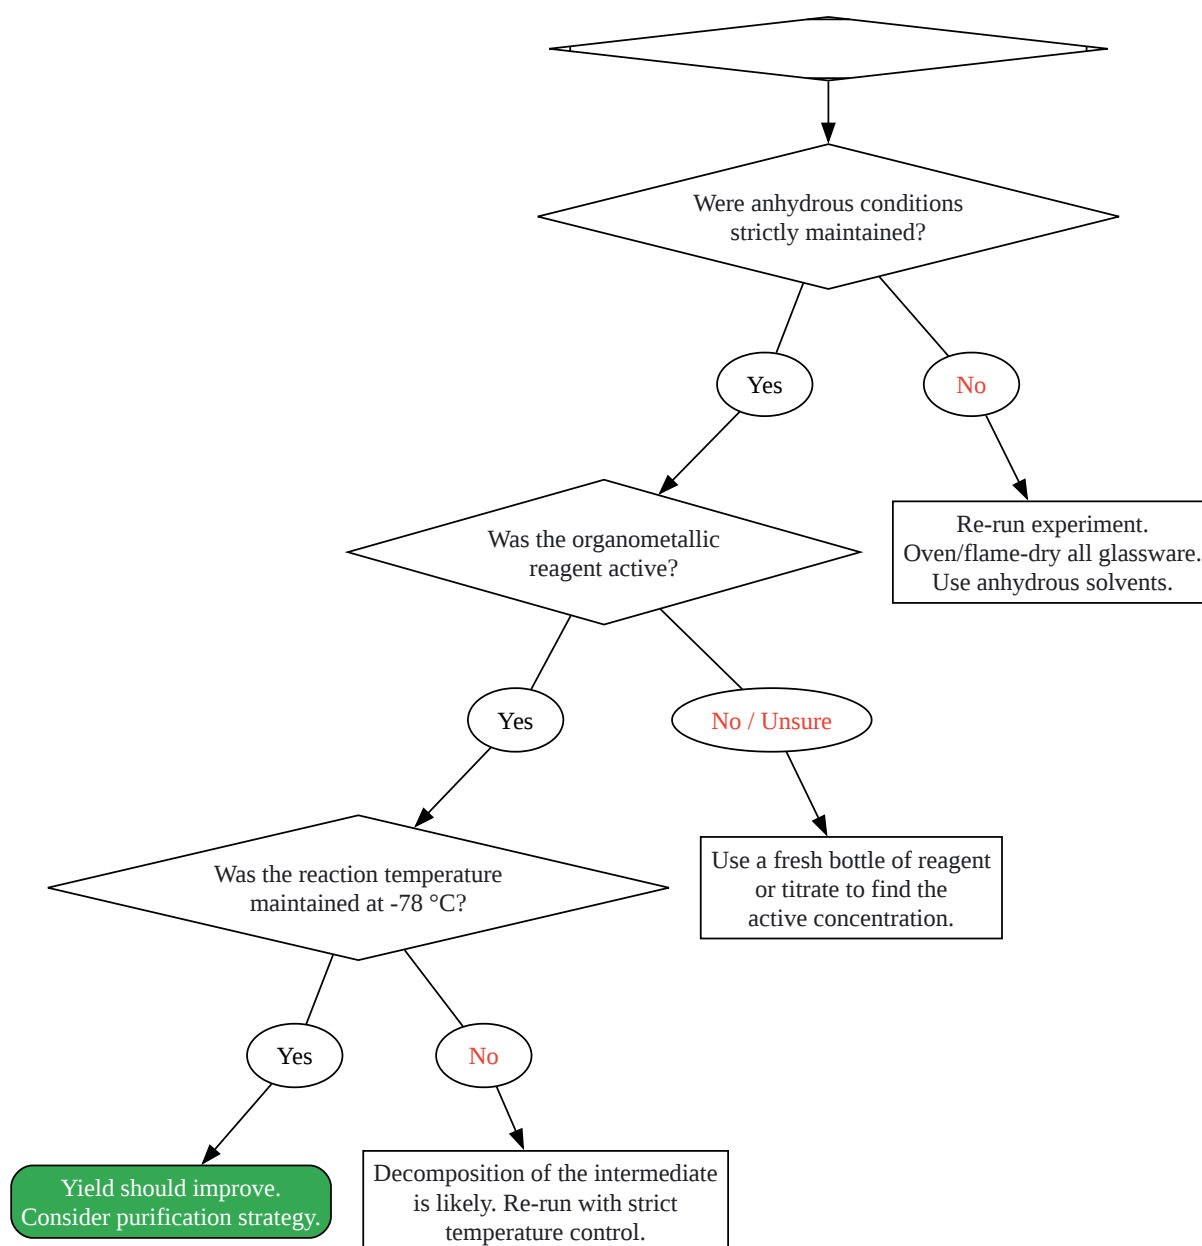 Were anhydrous conditions
strictly maintained?
Yes
No
Re-run experiment.
Oven/flame-dry all glassware.
Use anhydrous solvents.
Was the organometallic
reagent active?
Yes
No / Unsure
Use a fresh bottle of reagent
or titrate to find the
active concentration.
Was the reaction temperature
maintained at -78 °C?
Yes
No
Yield should improve.
Consider purification strategy.
Decomposition of the intermediate
is likely. Re-run with strict
temperature control.